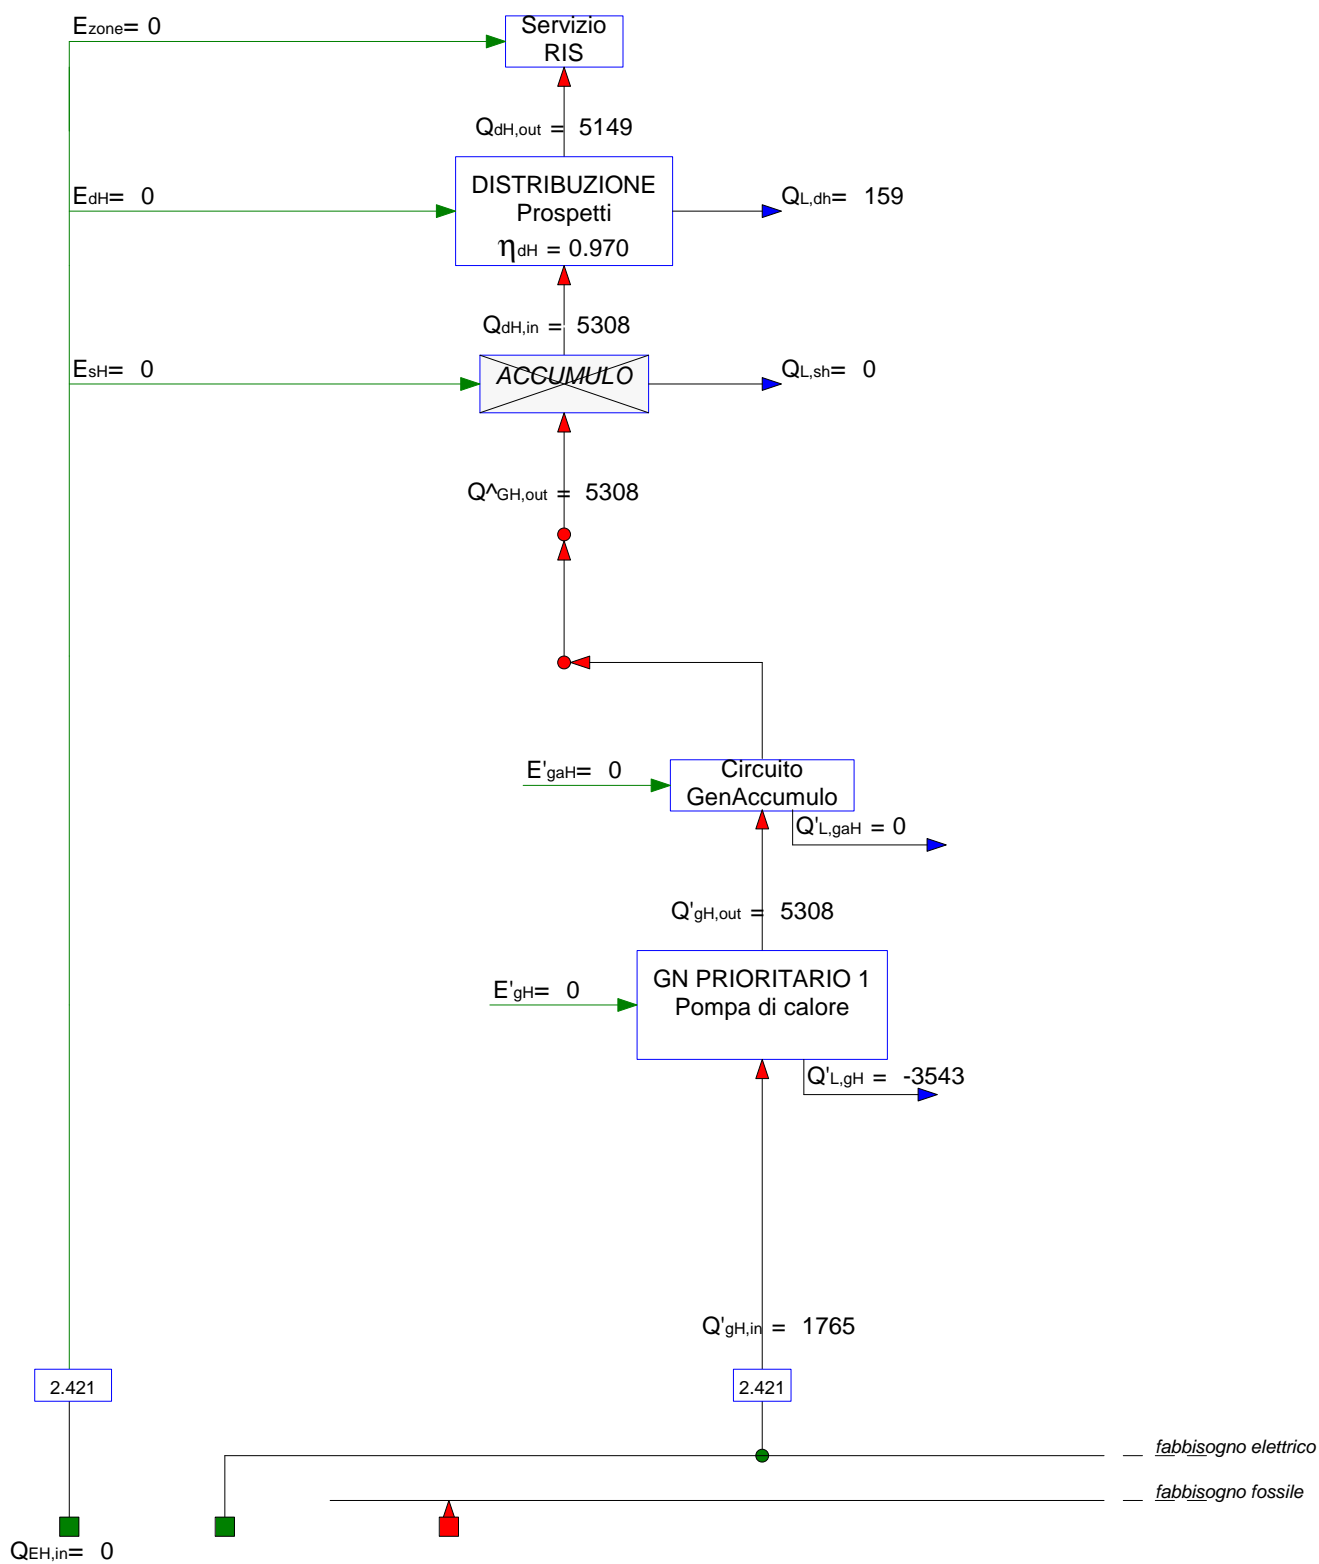 Ezone= 0
Servizio
RIS
QdH,out = 5149
EdH= 0
DISTRIBUZIONE
Prospetti
ηdH = 0.970
QL,dh= 159
QdH,in = 5308
EsH= 0
ACCUMULO
QL,sh= 0
Q^GH,out = 5308
E'gaH= 0
Circuito
GenAccumulo
Q'L,gaH = 0
Q'gH,out = 5308
E'gH= 0
GN PRIORITARIO 1
Pompa di calore
Q'L,gH = -3543
Q'gH,in = 1765
2.421
2.421
fabbisogno elettrico
fabbisogno fossile
QEH,in= 0